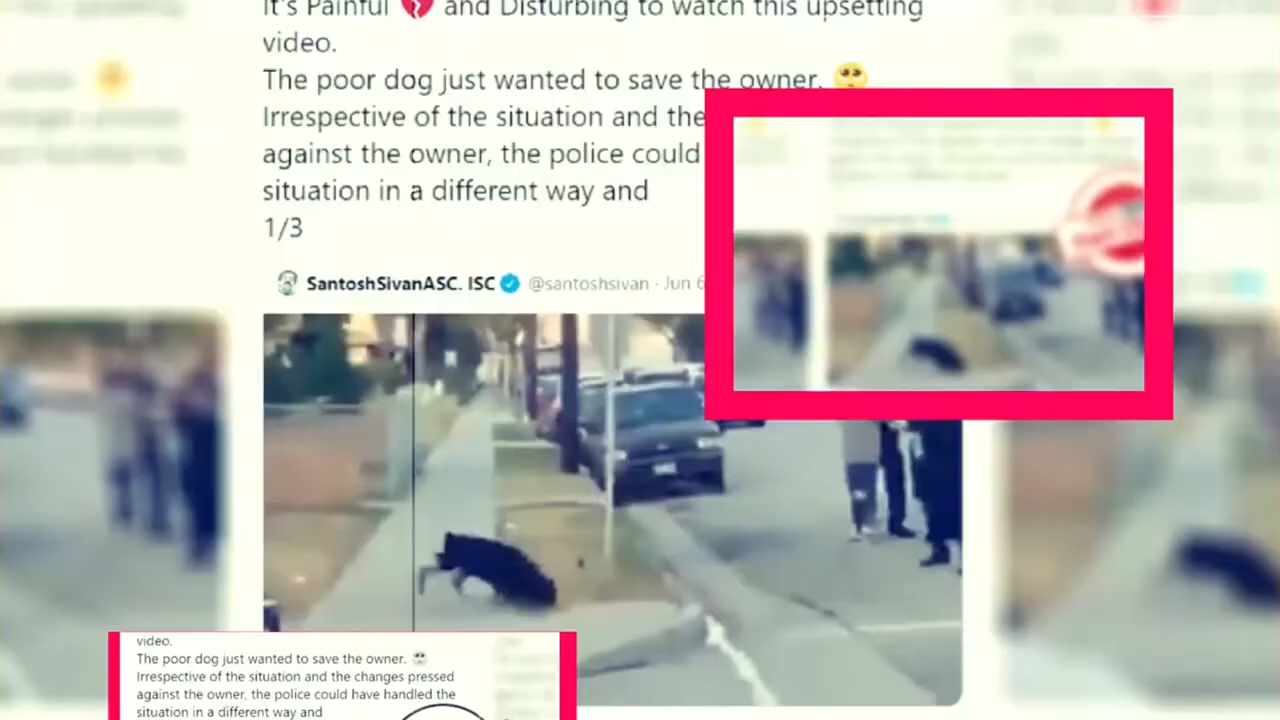 It's Painful 💔 and Disturbing to watch this upsetting
video.
The poor dog just wanted to save the owner. 🥺
Irrespective of the situation and the
against the owner, the police could
situation in a different way and
1/3
SantoshSivanASC. ISC @santoshsivan · Jun 6
video.
The poor dog just wanted to save the owner. 🥺
Irrespective of the situation and the changes pressed
against the owner, the police could have handled the
situation in a different way and